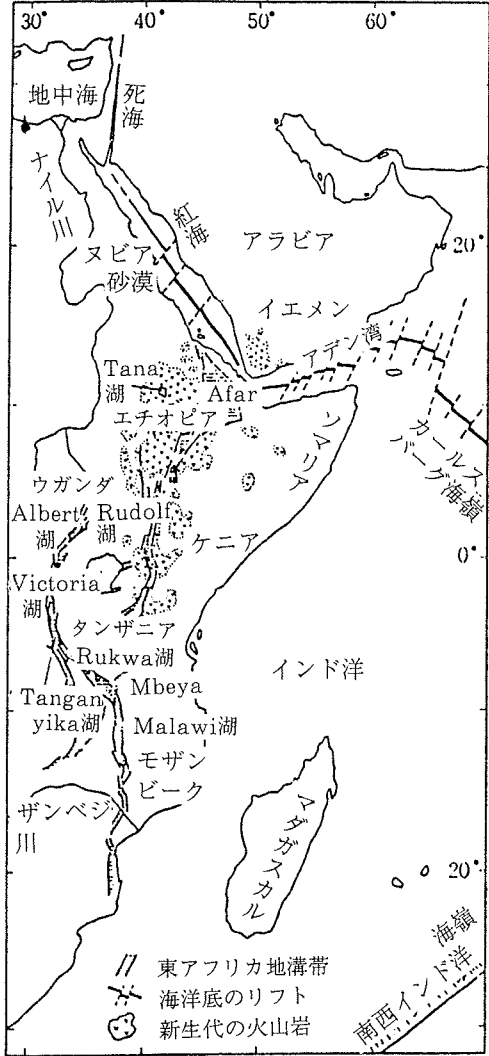 30° 40° 50° 60°
地中海
死海
ナイル川
紅海
アラビア
20°
ヌビア
砂漠
イエメン
アデン湾
Tana
湖
Afar
エチオピア
ソマリア
カールス
バーグ海嶺
ウガンダ
Albert
湖
Rudolf
湖
ケニア
0°
Victoria
湖
タンザニア
Rukwa湖
インド洋
Mbeya
Tangan
yika湖
Malawi湖
モザン
ビーク
ザンベジ
川
マダガスカル
20°
南西インド洋
海嶺
東アフリカ地溝帯
海洋底のリフト
新生代の火山岩